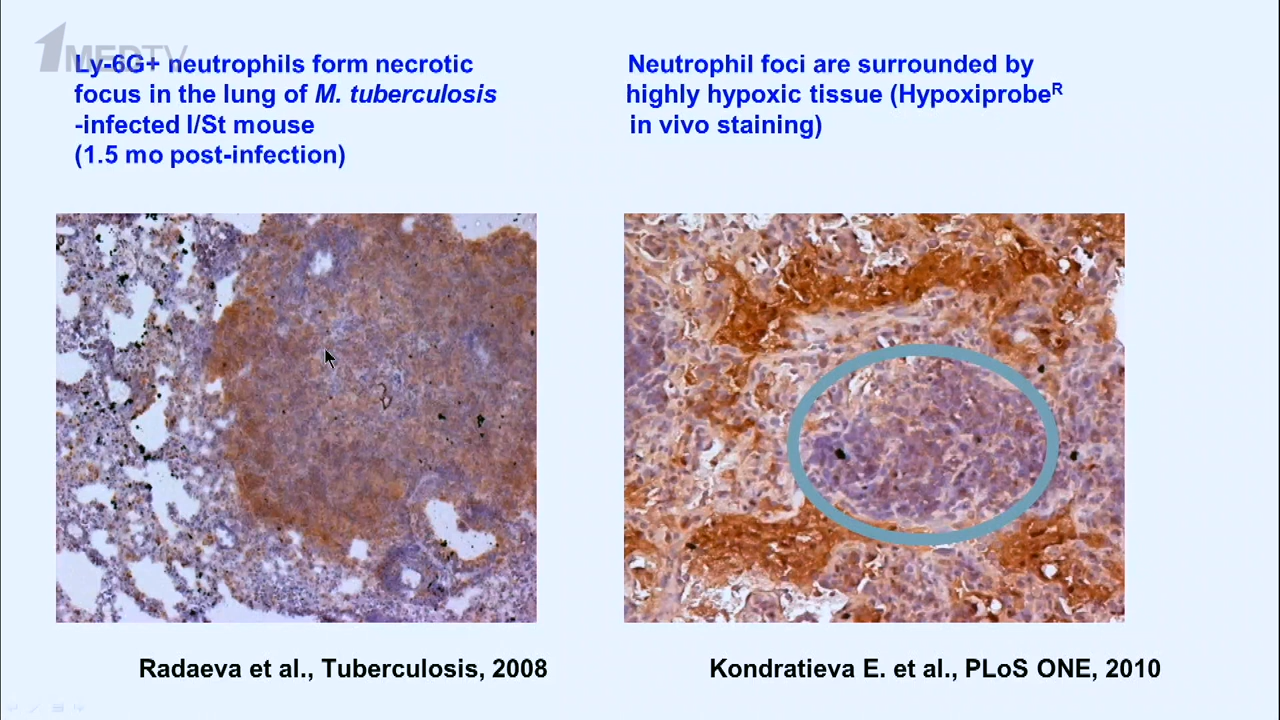 1MEDTV
Ly-6G+ neutrophils form necrotic
focus in the lung of M. tuberculosis
-infected I/St mouse
(1.5 mo post-infection)
Neutrophil foci are surrounded by
highly hypoxic tissue (Hypoxiprobeᴿ
in vivo staining)
Radaeva et al., Tuberculosis, 2008
Kondratieva E. et al., PLoS ONE, 2010